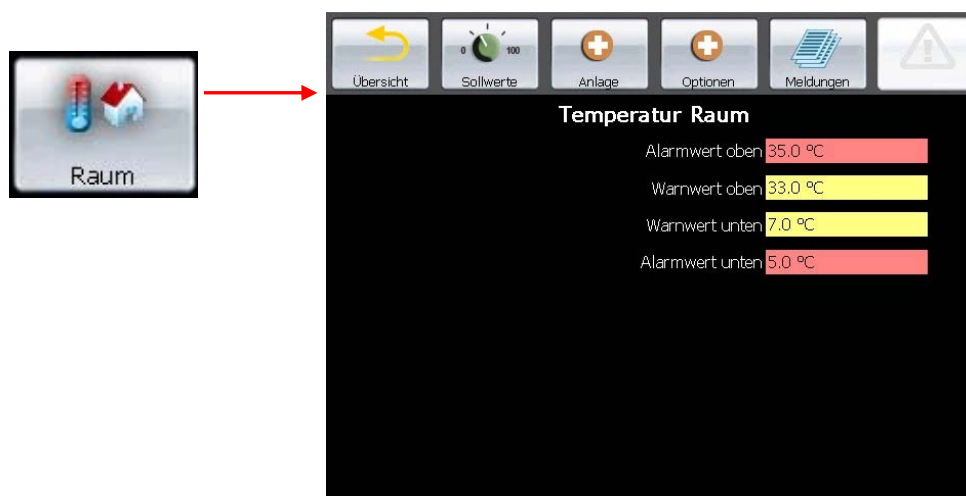 Raum
0 100
Übersicht Sollwerte Anlage Optionen Meldungen
Temperatur Raum
Alarmwert oben 35.0 °C
Warnwert oben 33.0 °C
Warnwert unten 7.0 °C
Alarmwert unten 5.0 °C